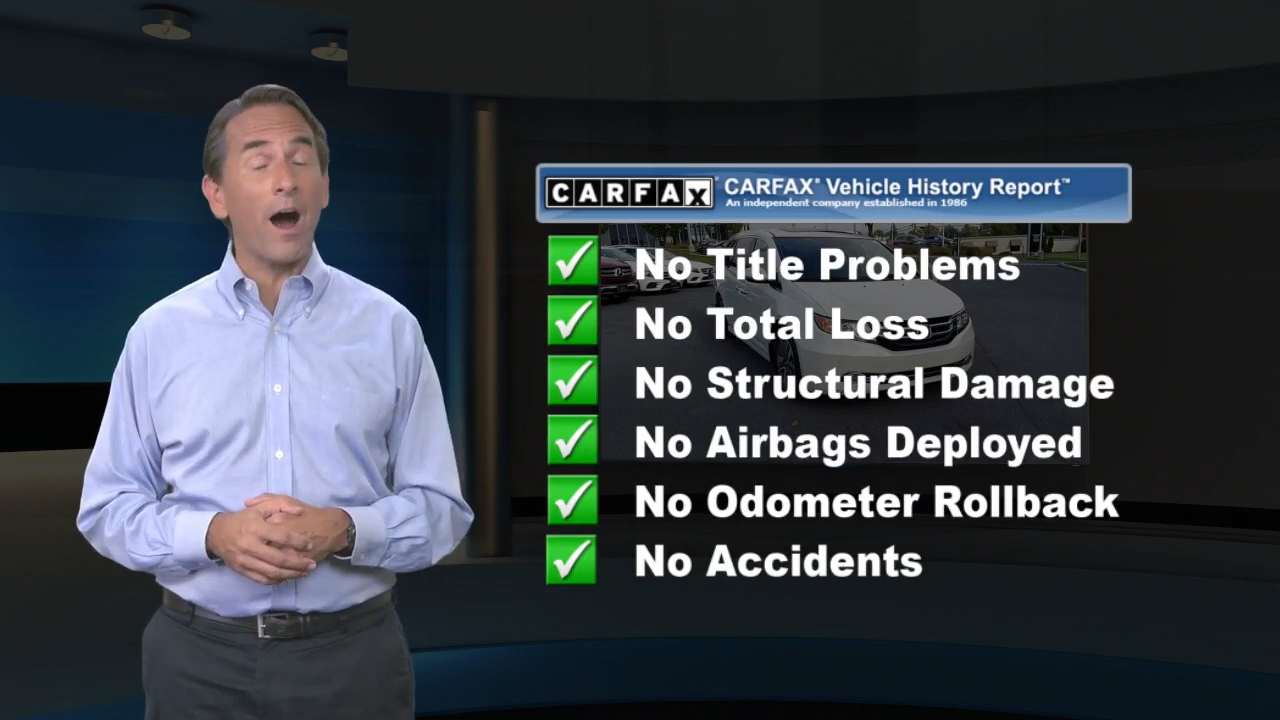 CARFAX CARFAX® Vehicle History Report™
An independent company established in 1986
No Title Problems
No Total Loss
No Structural Damage
No Airbags Deployed
No Odometer Rollback
No Accidents